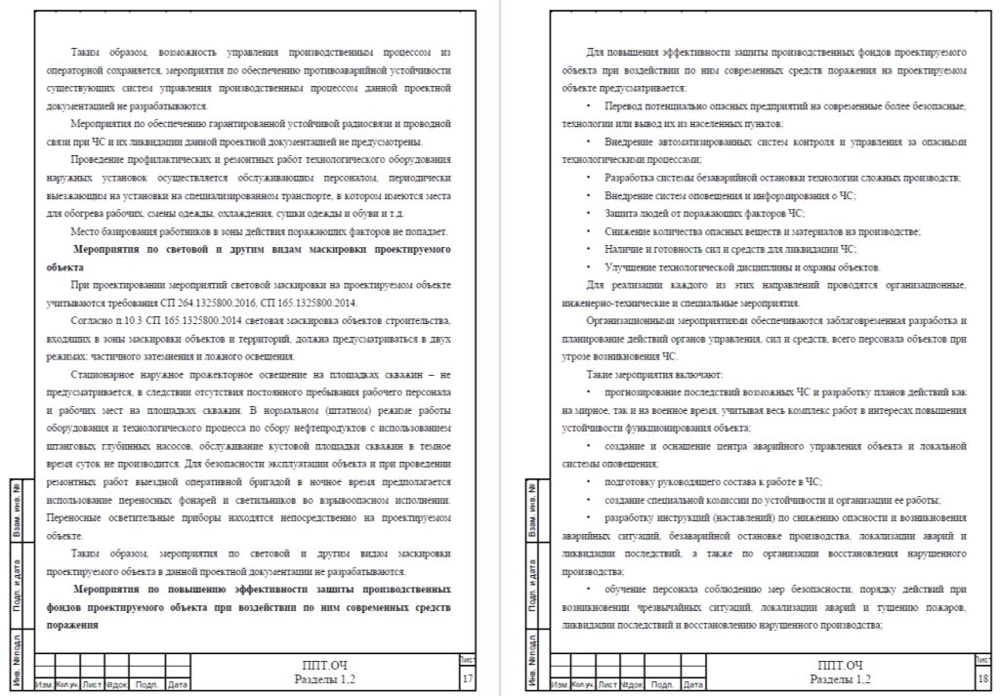 Таким образом, возможность управления производственным процессом из
операторной сохраняется, мероприятия по обеспечению противоаварийной устойчивости
существующих систем управления производственным процессом данной проектной
документацией не разрабатываются.
Мероприятия по обеспечению гарантированной устойчивой радиосвязи и проводной
связи при ЧС и их ликвидации данной проектной документацией не предусмотрены.
Проведение профилактических и ремонтных работ технологического оборудования
наружных установок осуществляется обслуживающим персоналом, периодически
выезжающим на установки на специализированном транспорте, в котором имеются места
для обогрева рабочих, смены одежды, охлаждения, сушки одежды и обуви и т.д.
Место базирования работников в зоны действия поражающих факторов не попадает.
Мероприятия по световой и другим видам маскировки проектируемого
объекта
При проектировании мероприятий световой маскировки на проектируемом объекте
учитываются требования СП 264.1325800.2016, СП 165.1325800.2014.
Согласно п.10.3 СП 165.1325800.2014 световая маскировка объектов строительства,
входящих в зоны маскировки объектов и территорий, должна предусматриваться в двух
режимах: частичного затемнения и ложного освещения.
Стационарное наружное прожекторное освещение на площадках скважин – не
предусматривается, в следствии отсутствия постоянного пребывания рабочего персонала
и рабочих мест на площадках скважин. В нормальном (штатном) режиме работы
оборудования и технологического процесса по сбору нефтепродуктов с использованием
штанговых глубинных насосов, обслуживание кустовой площадки скважин в темное
время суток не производится. Для безопасности эксплуатации объекта и при проведении
ремонтных работ выездной оперативной бригадой в ночное время предполагается
использование переносных фонарей и светильников во взрывоопасном исполнении.
Переносные осветительные приборы находятся непосредственно на проектируемом
объекте.
Таким образом, мероприятия по световой и другим видам маскировки
проектируемого объекта в данной проектной документации не разрабатываются.
Мероприятия по повышению эффективности защиты производственных
фондов проектируемого объекта при воздействии по ним современных средств
поражения
Взам. инв. №
Подп. и дата
Инв. №подл.
Изм. Кол.уч. Лист №док Подп. Дата
ППТ.ОЧ
Разделы 1,2
Лист
17
Для повышения эффективности защиты производственных фондов проектируемого
объекта при воздействии по ним современных средств поражения на проектируемом
объекте предусматривается:
• Перевод потенциально опасных предприятий на современные более безопасные,
технологии или вывод их из населенных пунктов;
• Внедрение автоматизированных систем контроля и управления за опасными
технологическими процессами;
• Разработка системы безаварийной остановки технологии сложных производств;
• Внедрение систем оповещения и информирования о ЧС;
• Защита людей от поражающих факторов ЧС;
• Снижение количества опасных веществ и материалов на производстве;
• Наличие и готовность сил и средств для ликвидации ЧС;
• Улучшение технологической дисциплины и охраны объектов.
Для реализации каждого из этих направлений проводятся организационные,
инженерно-технические и специальные мероприятия.
Организационными мероприятиями обеспечиваются заблаговременная разработка и
планирование действий органов управления, сил и средств, всего персонала объектов при
угрозе возникновения ЧС.
Такие мероприятия включают:
• прогнозирование последствий возможных ЧС и разработку планов действий как
на мирное, так и на военное время, учитывая весь комплекс работ в интересах повышения
устойчивости функционирования объекта;
• создание и оснащение центра аварийного управления объекта и локальной
системы оповещения;
• подготовку руководящего состава к работе в ЧС;
• создание специальной комиссии по устойчивости и организации ее работы;
• разработку инструкций (наставлений) по снижению опасности и возникновения
аварийных ситуаций, безаварийной остановке производства, локализации аварий и
ликвидации последствий, а также по организации восстановления нарушенного
производства;
• обучение персонала соблюдению мер безопасности, порядку действий при
возникновении чрезвычайных ситуаций, локализации аварий и тушению пожаров,
ликвидации последствий и восстановлению нарушенного производства;
Взам. инв. №
Подп. и дата
Инв. №подл.
Изм. Кол.уч. Лист №док Подп. Дата
ППТ.ОЧ
Разделы 1,2
Лист
18